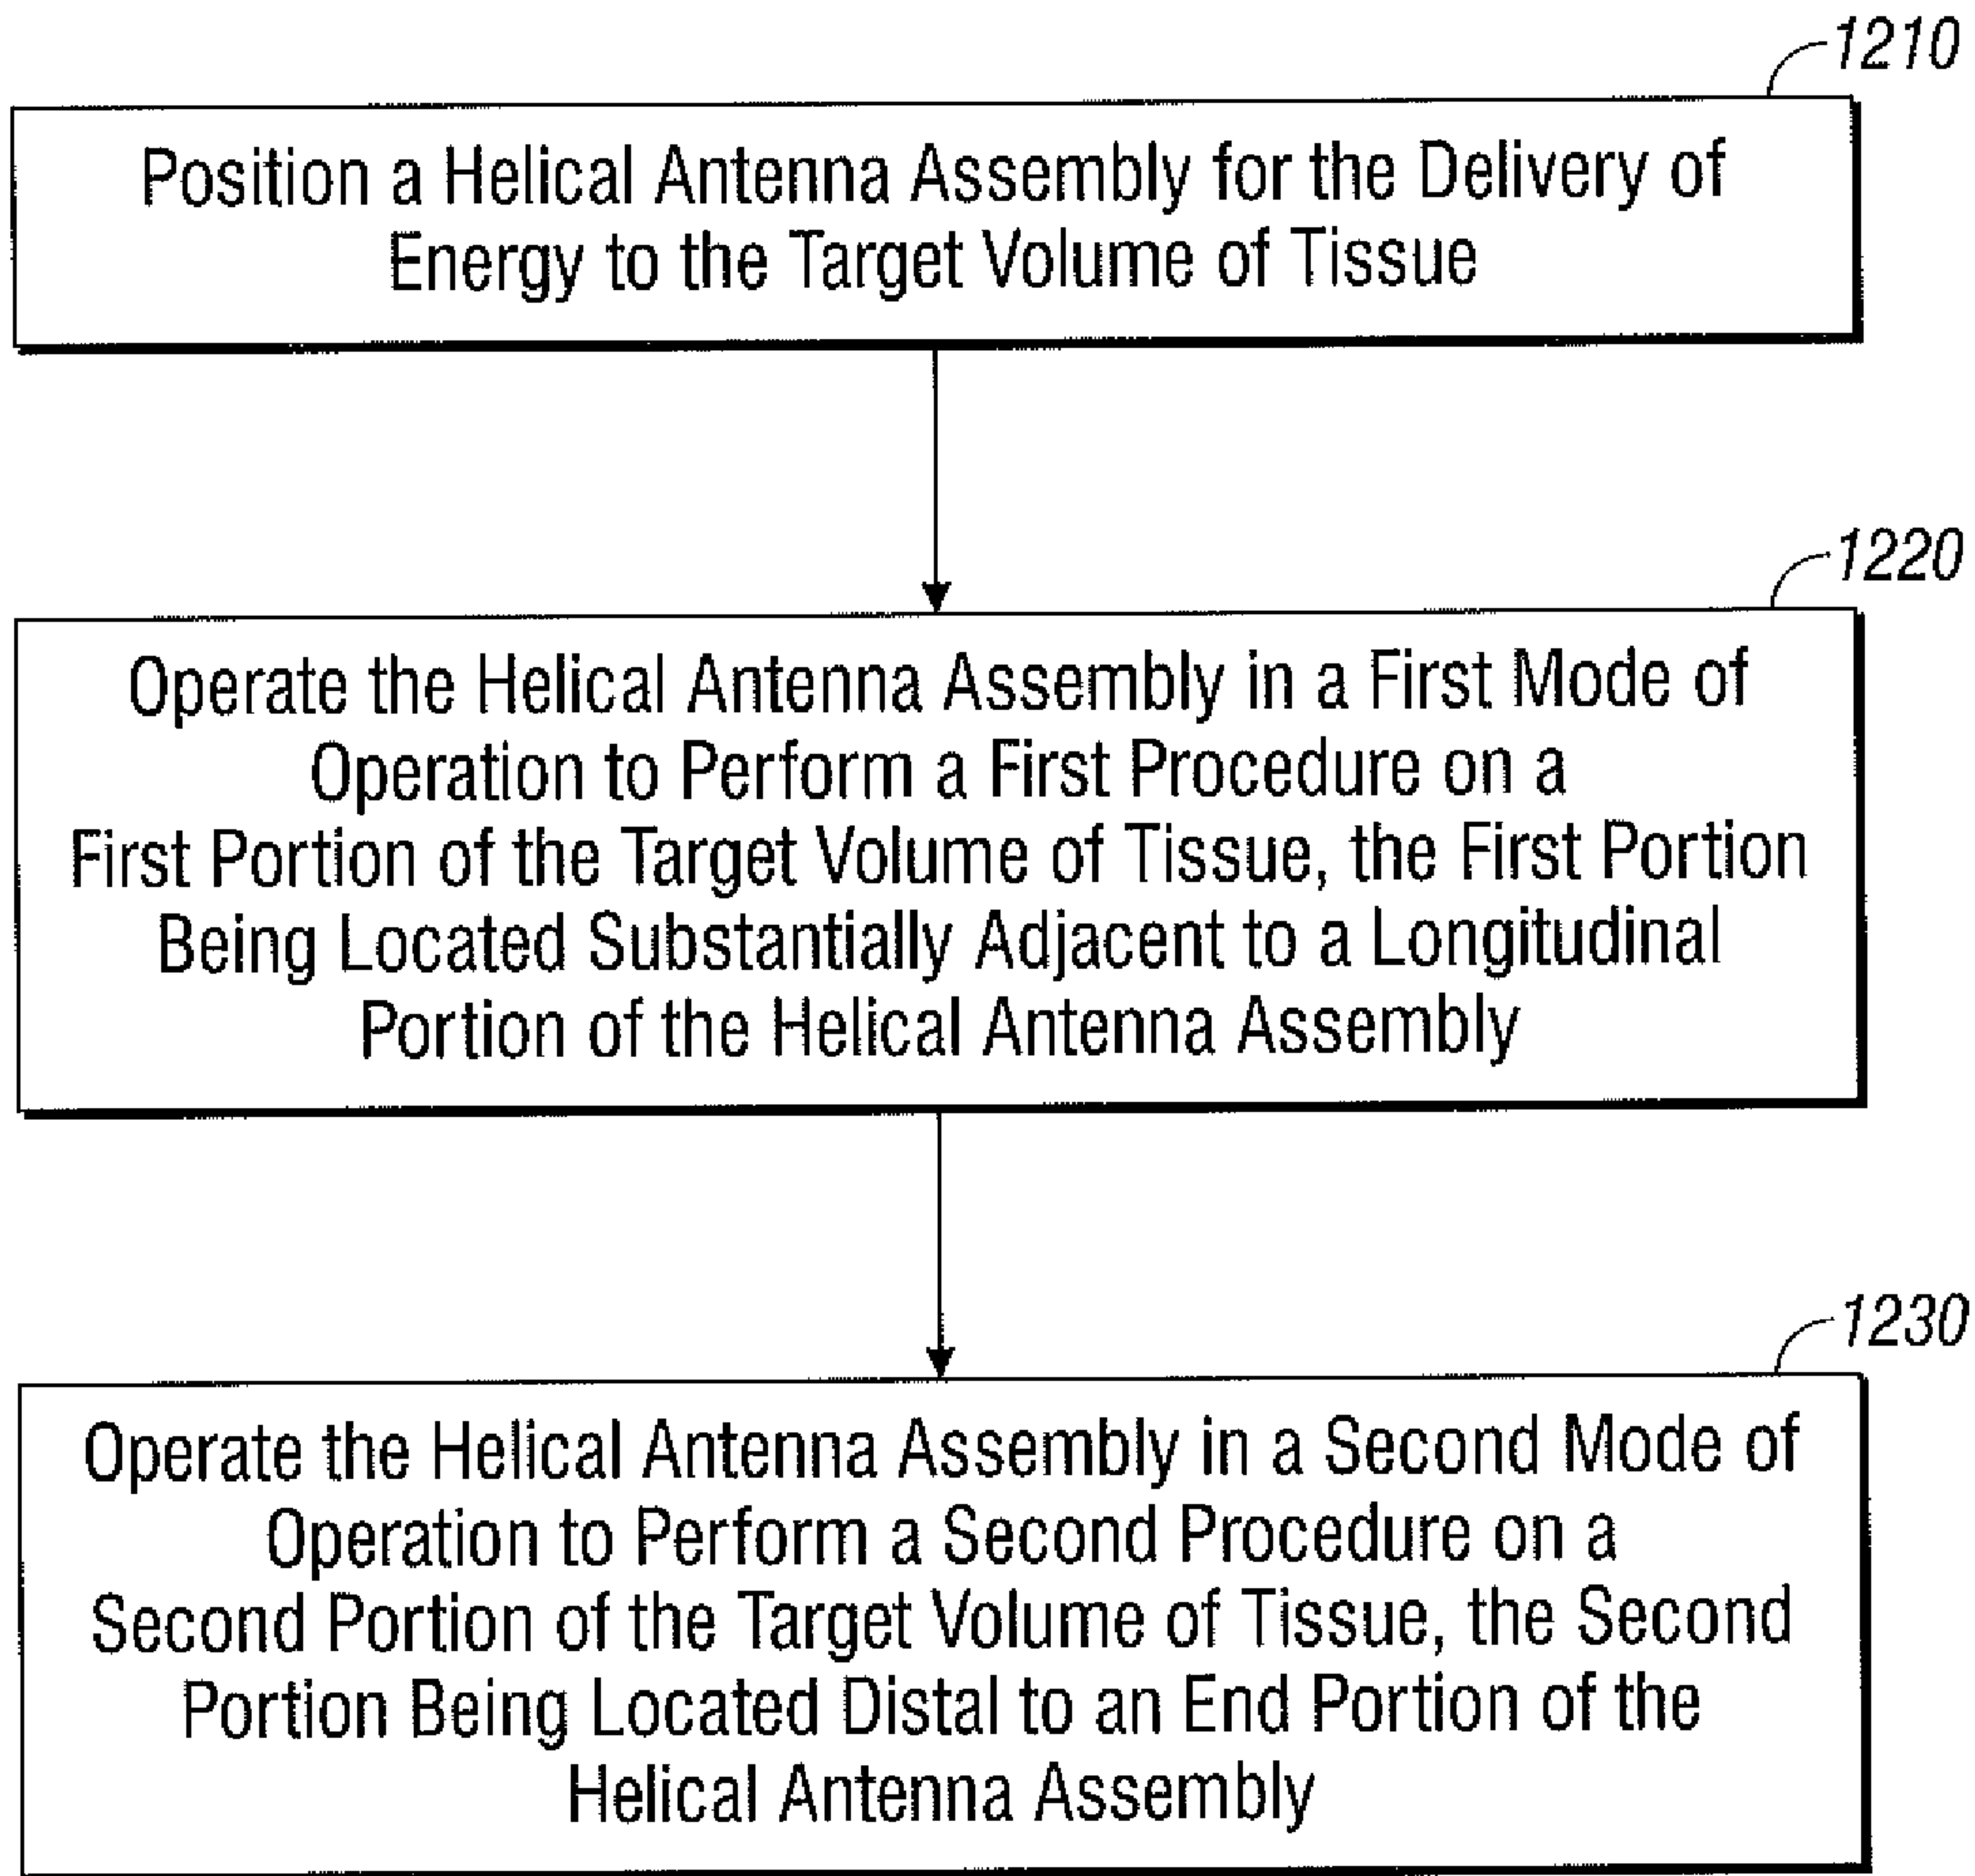 1210
Position a Helical Antenna Assembly for the Delivery of
Energy to the Target Volume of Tissue
1220
Operate the Helical Antenna Assembly in a First Mode of
Operation to Perform a First Procedure on a
First Portion of the Target Volume of Tissue, the First Portion
Being Located Substantially Adjacent to a Longitudinal
Portion of the Helical Antenna Assembly
1230
Operate the Helical Antenna Assembly in a Second Mode of
Operation to Perform a Second Procedure on a
Second Portion of the Target Volume of Tissue, the Second
Portion Being Located Distal to an End Portion of the
Helical Antenna Assembly